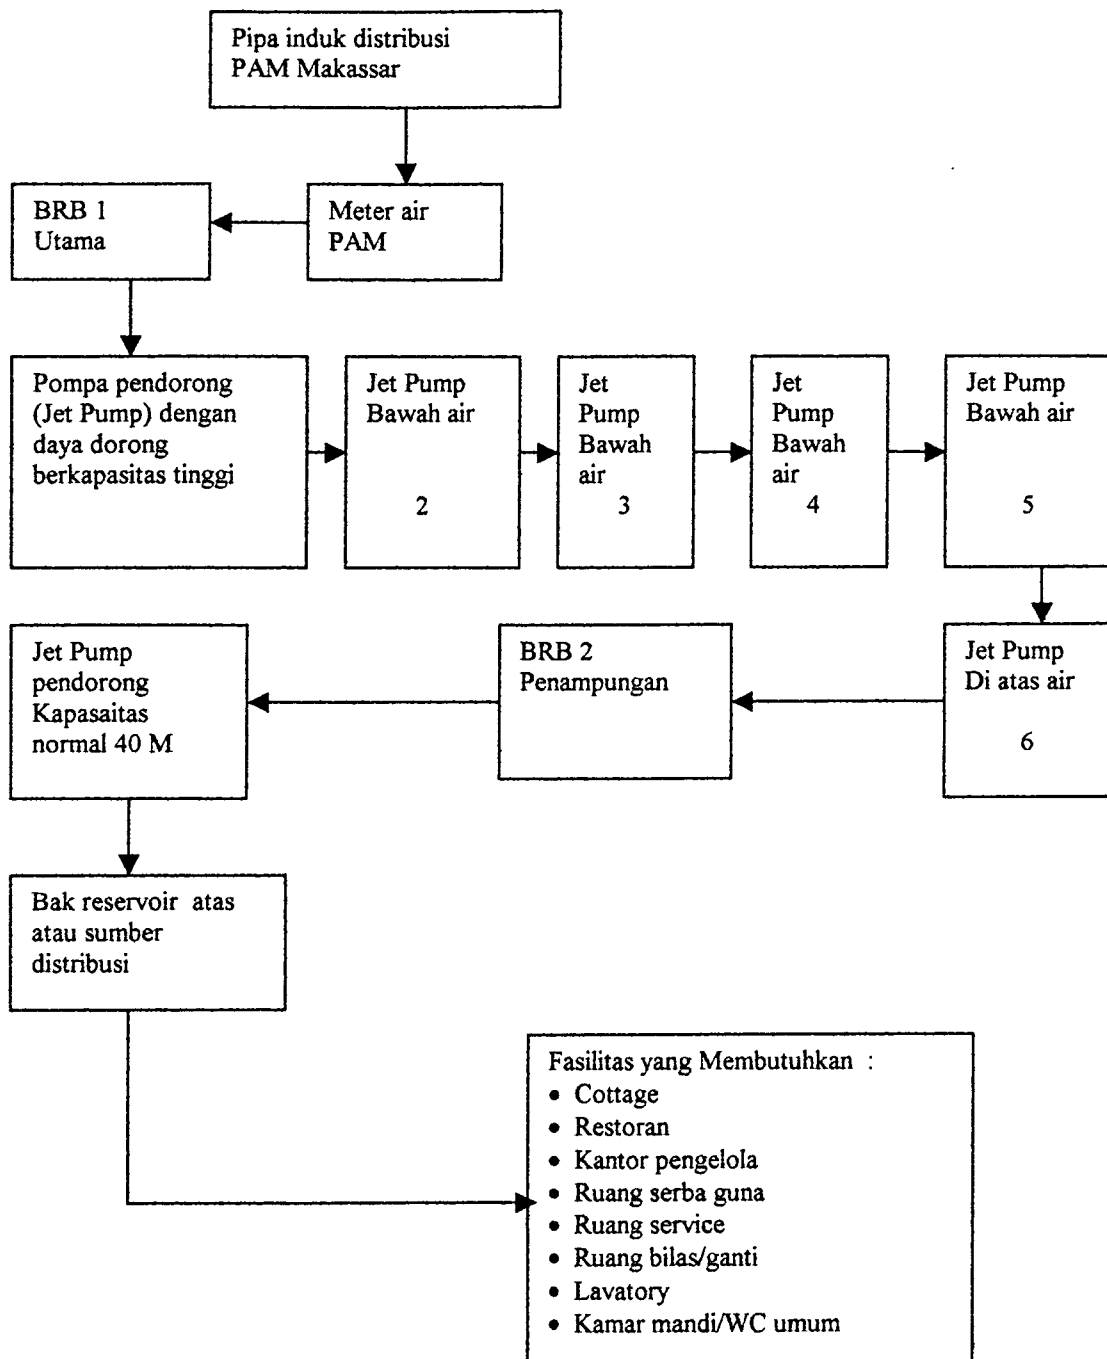 Pipa induk distribusi
PAM Makassar
BRB 1
Utama
Meter air
PAM
Pompa pendorong
(Jet Pump) dengan
daya dorong
berkapasitas tinggi
Jet Pump
Bawah air
2
Jet
Pump
Bawah
air
3
Jet
Pump
Bawah
air
4
Jet Pump
Bawah air
5
Jet Pump
Di atas air
6
BRB 2
Penampungan
Jet Pump
pendorong
Kapasaitas
normal 40 M
Bak reservoir atas
atau sumber
distribusi
Fasilitas yang Membutuhkan :
• Cottage
• Restoran
• Kantor pengelola
• Ruang serba guna
• Ruang service
• Ruang bilas/ganti
• Lavatory
• Kamar mandi/WC umum